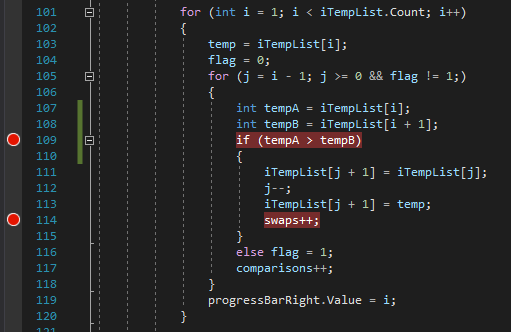 101 for (int i = 1; i < iTempList.Count; i++)
102 {
103 temp = iTempList[i];
104 flag = 0;
105 for (j = i - 1; j >= 0 && flag != 1;)
106 {
107 int tempA = iTempList[i];
108 int tempB = iTempList[i + 1];
109 if (tempA > tempB)
110 {
111 iTempList[j + 1] = iTempList[j];
112 j--;
113 iTempList[j + 1] = temp;
114 swaps++;
115 }
116 else flag = 1;
117 comparisons++;
118 }
119 progressBarRight.Value = i;
120 }